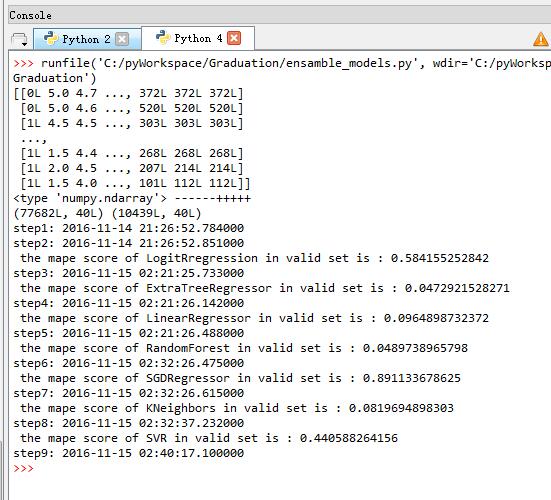 Console
Python 2
Python 4
>>> runfile('C:/pyWorkspace/Graduation/ensamble_models.py', wdir='C:/pyWorksp
Graduation')
[[0L 5.0 4.7 ..., 372L 372L 372L]
[0L 5.0 4.6 ..., 520L 520L 520L]
[1L 4.5 4.5 ..., 303L 303L 303L]
...,
[1L 1.5 4.4 ..., 268L 268L 268L]
[1L 2.0 4.5 ..., 207L 214L 214L]
[1L 1.5 4.0 ..., 101L 112L 112L]]
<type 'numpy.ndarray'> ------+++++
(77682L, 40L) (10439L, 40L)
step1: 2016-11-14 21:26:52.784000
step2: 2016-11-14 21:26:52.851000
the mape score of LogitRregression in valid set is : 0.584155252842
step3: 2016-11-15 02:21:25.733000
the mape score of ExtraTreeRegressor in valid set is : 0.0472921528271
step4: 2016-11-15 02:21:26.142000
the mape score of LinearRegressor in valid set is : 0.0964898732372
step5: 2016-11-15 02:21:26.488000
the mape score of RandomForest in valid set is : 0.0489738965798
step6: 2016-11-15 02:32:26.475000
the mape score of SGDRegressor in valid set is : 0.891133678625
step7: 2016-11-15 02:32:26.615000
the mape score of KNeighbors in valid set is : 0.0819694898303
step8: 2016-11-15 02:32:37.232000
the mape score of SVR in valid set is : 0.440588264156
step9: 2016-11-15 02:40:17.100000
>>>